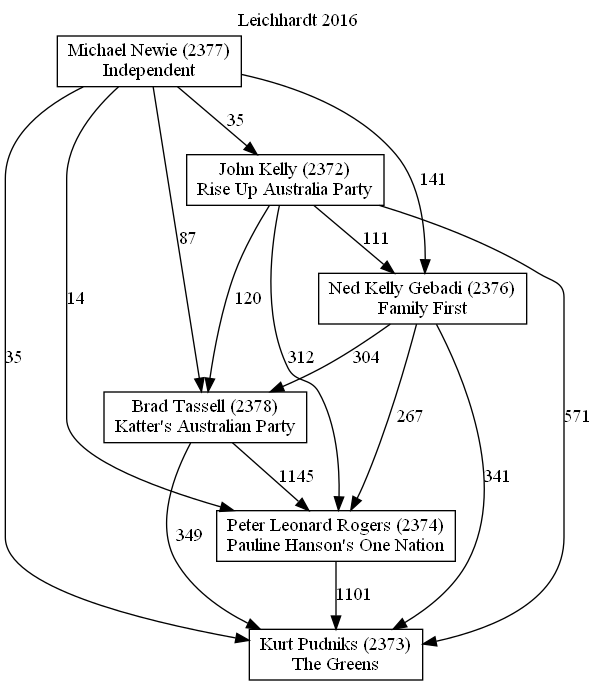 Leichhardt 2016
Michael Newie (2377)
Independent
35
141
John Kelly (2372)
Rise Up Australia Party
87
111
120
14
Ned Kelly Gebadi (2376)
Family First
35
312
304
571
Brad Tassell (2378)
Katter's Australian Party
267
1145
341
349
Peter Leonard Rogers (2374)
Pauline Hanson's One Nation
1101
Kurt Pudniks (2373)
The Greens